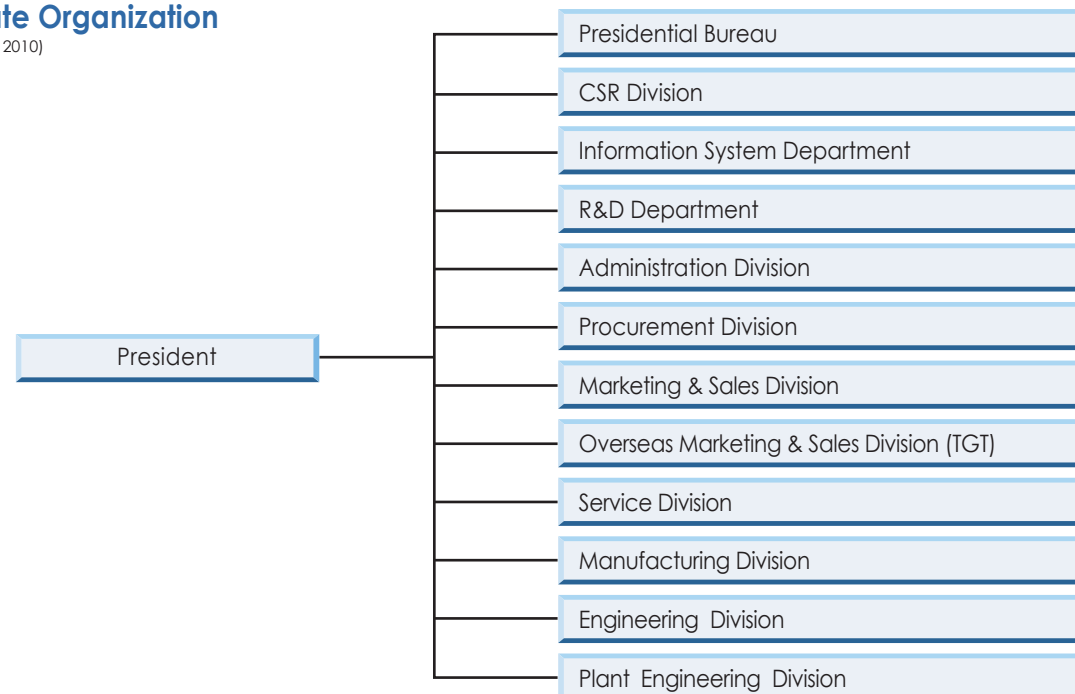 te Organization
2010)
Presidential Bureau
CSR Division
Information System Department
R&D Department
Administration Division
Procurement Division
President
Marketing & Sales Division
Overseas Marketing & Sales Division (TGT)
Service Division
Manufacturing Division
Engineering Division
Plant Engineering Division